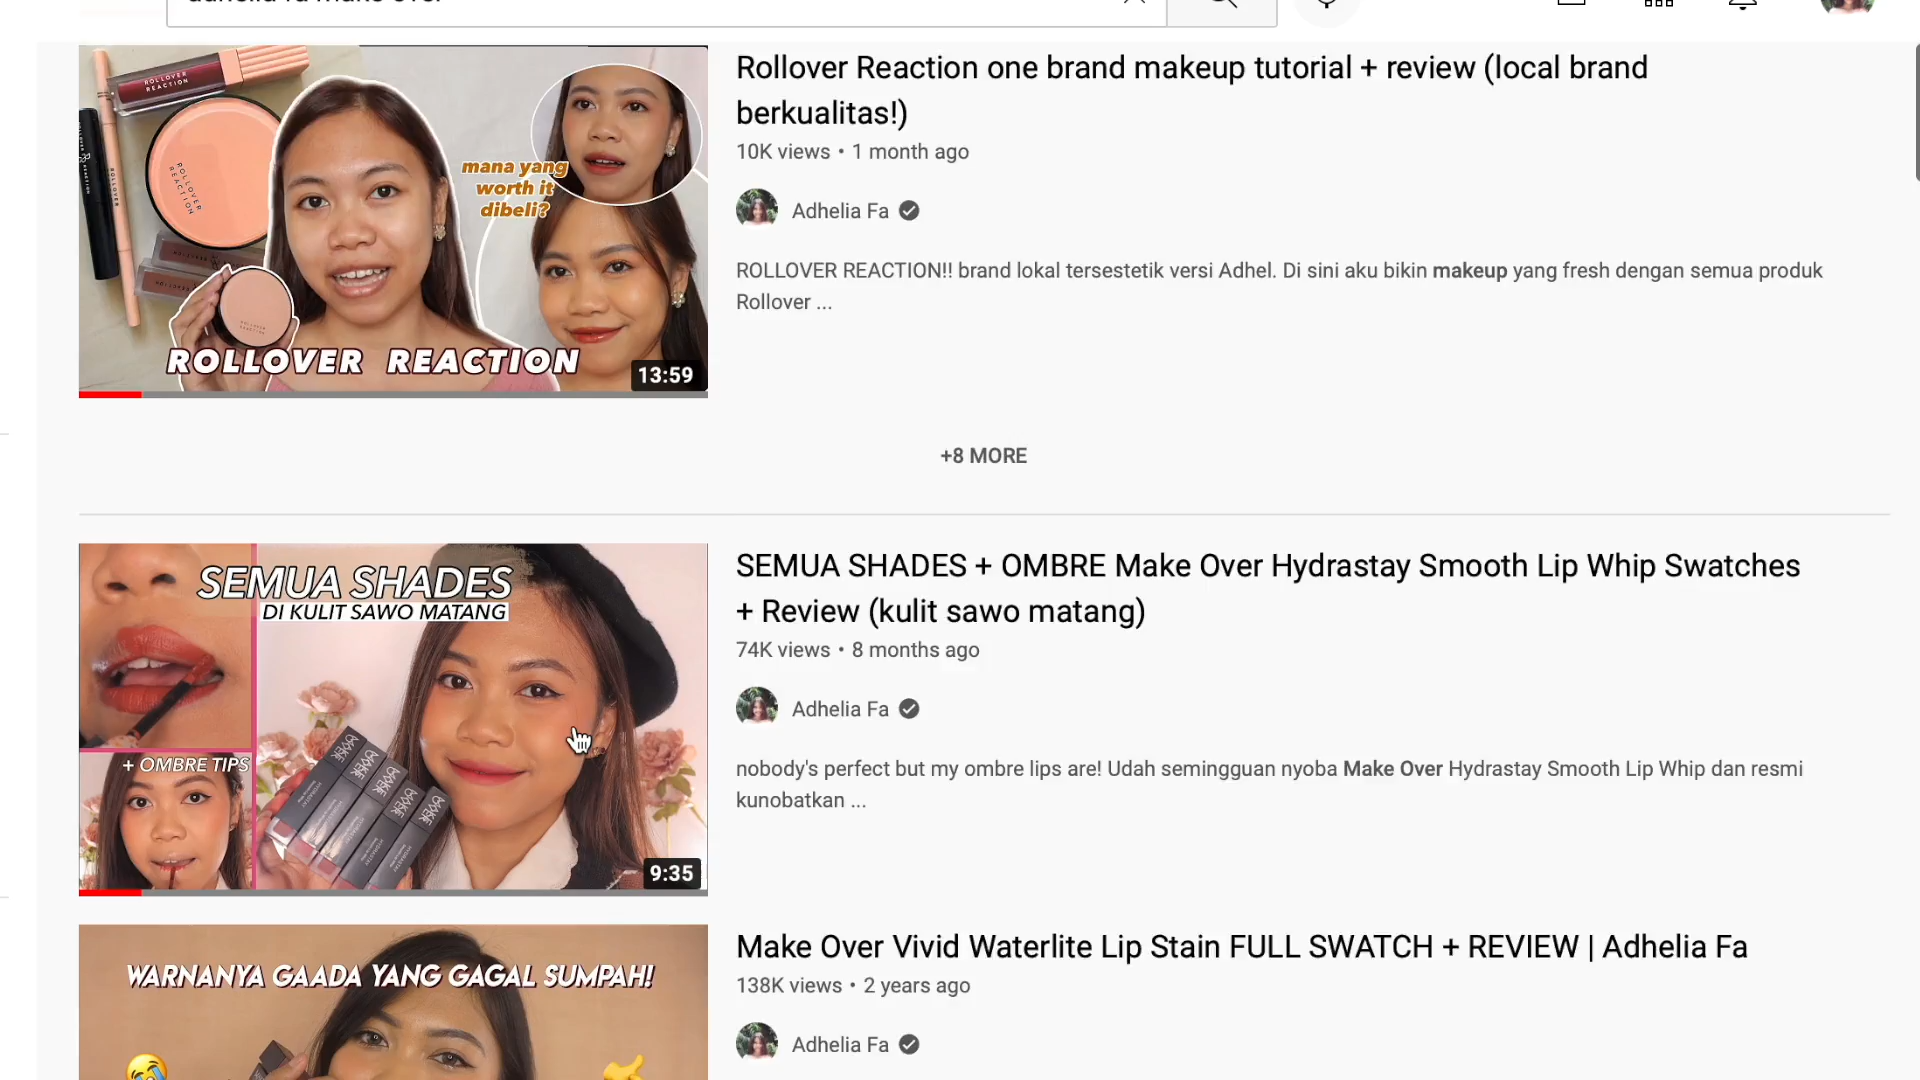 adhelia fa make over
ROLLOVER
REACTION
mana yang
worth it
dibeli?
ROLLOVER REACTION
13:59
Rollover Reaction one brand makeup tutorial + review (local brand
berkualitas!)
10K views • 1 month ago
Adhelia Fa
ROLLOVER REACTION!! brand lokal tersestetik versi Adhel. Di sini aku bikin makeup yang fresh dengan semua produk
Rollover ...
+8 MORE
SEMUA SHADES
DI KULIT SAWO MATANG
+ OMBRE TIPS
9:35
SEMUA SHADES + OMBRE Make Over Hydrastay Smooth Lip Whip Swatches
+ Review (kulit sawo matang)
74K views • 8 months ago
Adhelia Fa
nobody's perfect but my ombre lips are! Udah semingguan nyoba Make Over Hydrastay Smooth Lip Whip dan resmi
kunobatkan ...
WARNANYA GAADA YANG GAGAL SUMPAH!
Make Over Vivid Waterlite Lip Stain FULL SWATCH + REVIEW | Adhelia Fa
138K views • 2 years ago
Adhelia Fa